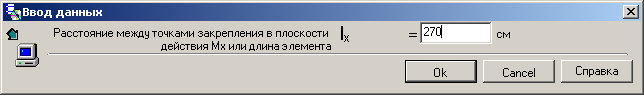 Ввод данных
Расстояние между точками закрепления в плоскости lx = 270 см
действия Mx или длина элемента
Ok Cancel Справка